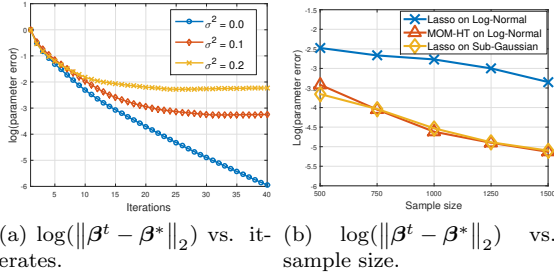 1
0
-1
-2
-3
-4
-5
-6
5
10
15
20
25
30
35
40
log(parameter error)
Iterations
σ² = 0.0
σ² = 0.1
σ² = 0.2
-1.5
-2
-2.5
-3
-3.5
-4
-4.5
-5
-5.5
-6
500
750
1000
1250
1500
Log(parameter error)
Sample size
Lasso on Log-Normal
MOM-HT on Log-Normal
Lasso on Sub-Gaussian
(a) log(‖β^t − β*‖₂) vs. it-
erates.
(b) log(‖β^t − β*‖₂) vs.
sample size.